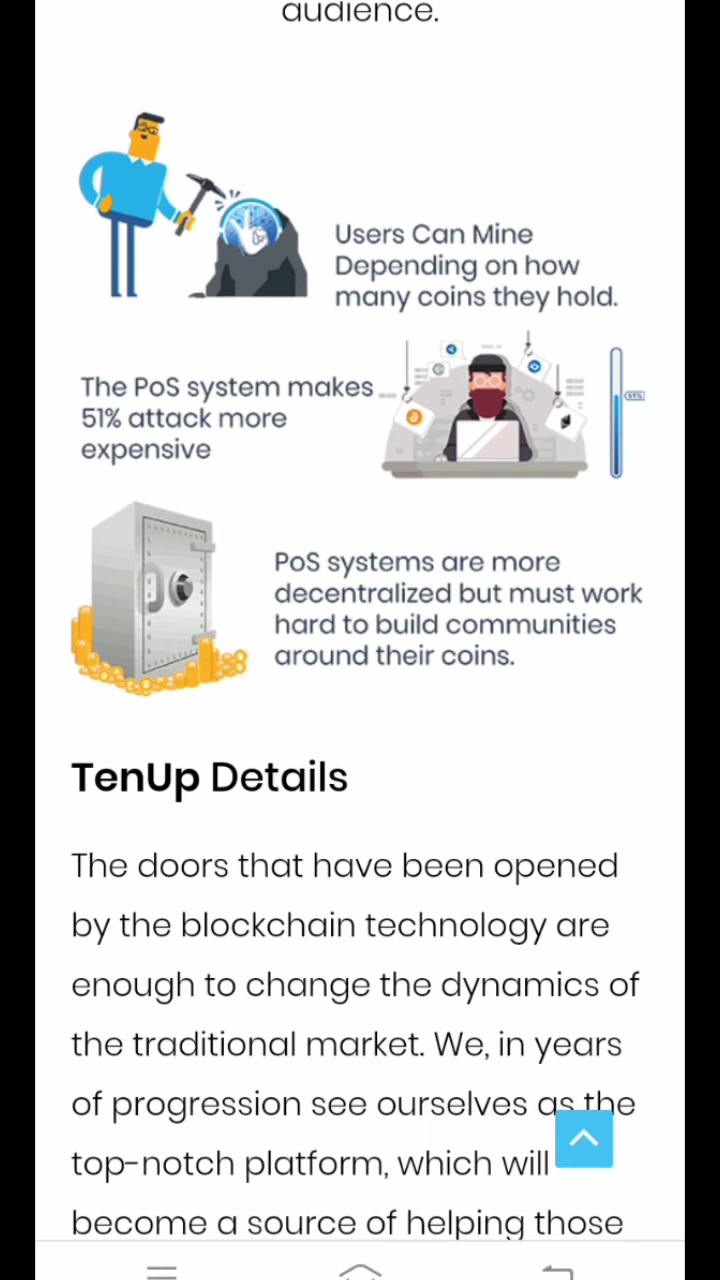 audience.
Users Can Mine
Depending on how
many coins they hold.
The PoS system makes
51% attack more
expensive
51%
PoS systems are more
decentralized but must work
hard to build communities
around their coins.
TenUp Details
The doors that have been opened
by the blockchain technology are
enough to change the dynamics of
the traditional market. We, in years
of progression see ourselves as the
top-notch platform, which will
become a source of helping those